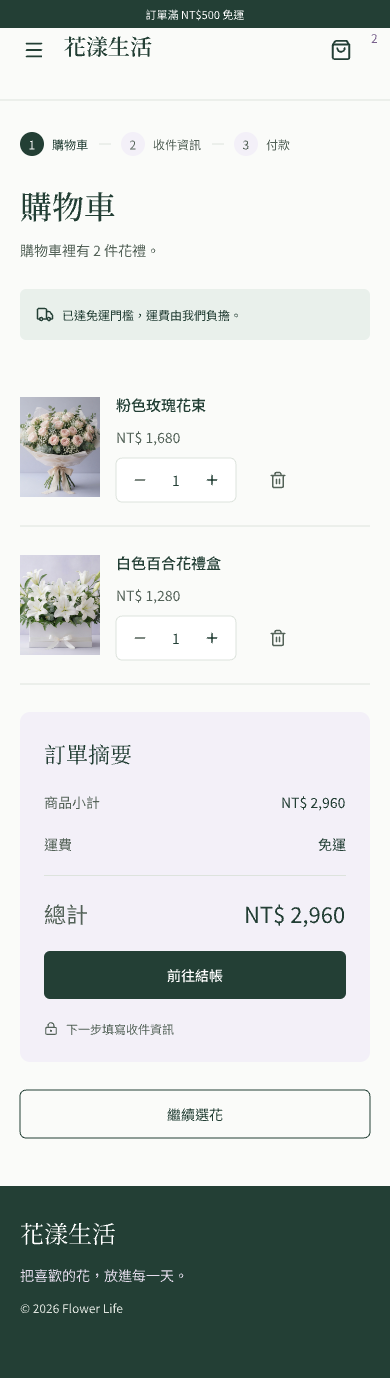 訂單滿 NT$500 免運
花漾生活
2
1 購物車 2 收件資訊 3 付款
購物車
購物車裡有 2 件花禮。
已達免運門檻，運費由我們負擔。
粉色玫瑰花束
NT$ 1,680
1
白色百合花禮盒
NT$ 1,280
1
訂單摘要
商品小計 NT$ 2,960
運費 免運
總計 NT$ 2,960
前往結帳
下一步填寫收件資訊
繼續選花
花漾生活
把喜歡的花，放進每一天。
© 2026 Flower Life